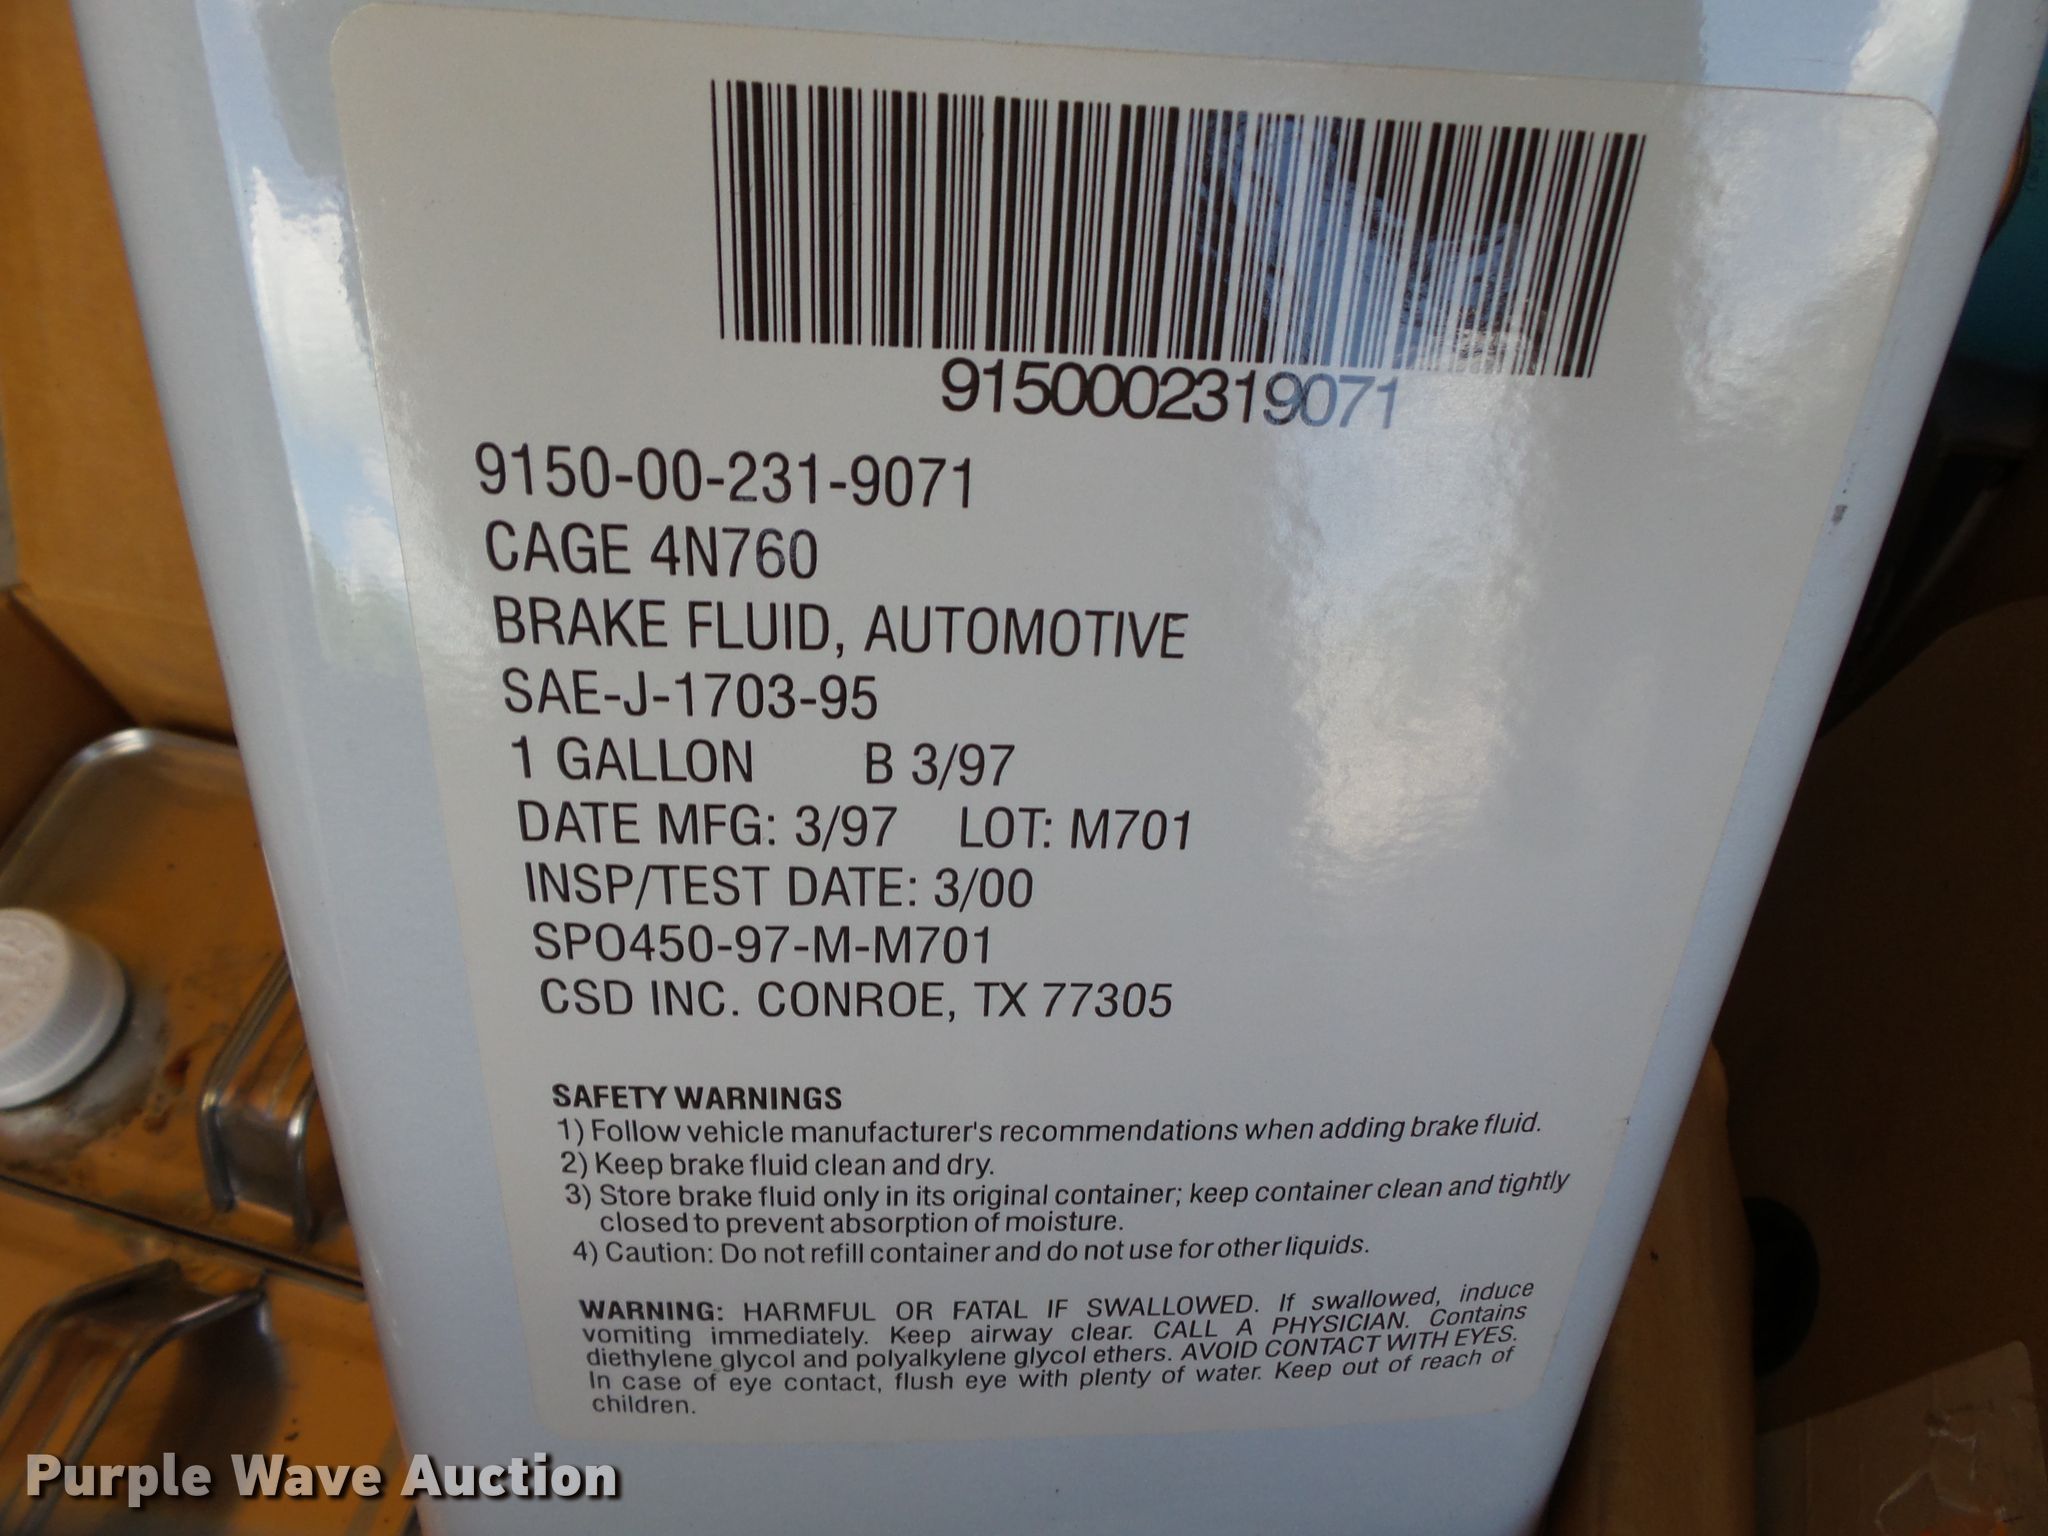 9150002319071
9150-00-231-9071
CAGE 4N760
BRAKE FLUID, AUTOMOTIVE
SAE-J-1703-95
1 GALLON B 3/97
DATE MFG: 3/97 LOT: M701
INSP/TEST DATE: 3/00
SPO450-97-M-M701
CSD INC. CONROE, TX 77305
SAFETY WARNINGS
1) Follow vehicle manufacturer's recommendations when adding brake fluid.
2) Keep brake fluid clean and dry.
3) Store brake fluid only in its original container; keep container clean and tightly
closed to prevent absorption of moisture.
4) Caution: Do not refill container and do not use for other liquids.
WARNING: HARMFUL OR FATAL IF SWALLOWED. If swallowed, induce
vomiting immediately. Keep airway clear. CALL A PHYSICIAN. Contains
diethylene glycol and polyalkylene glycol ethers. AVOID CONTACT WITH EYES.
In case of eye contact, flush eye with plenty of water. Keep out of reach of
children.
Purple Wave Auction